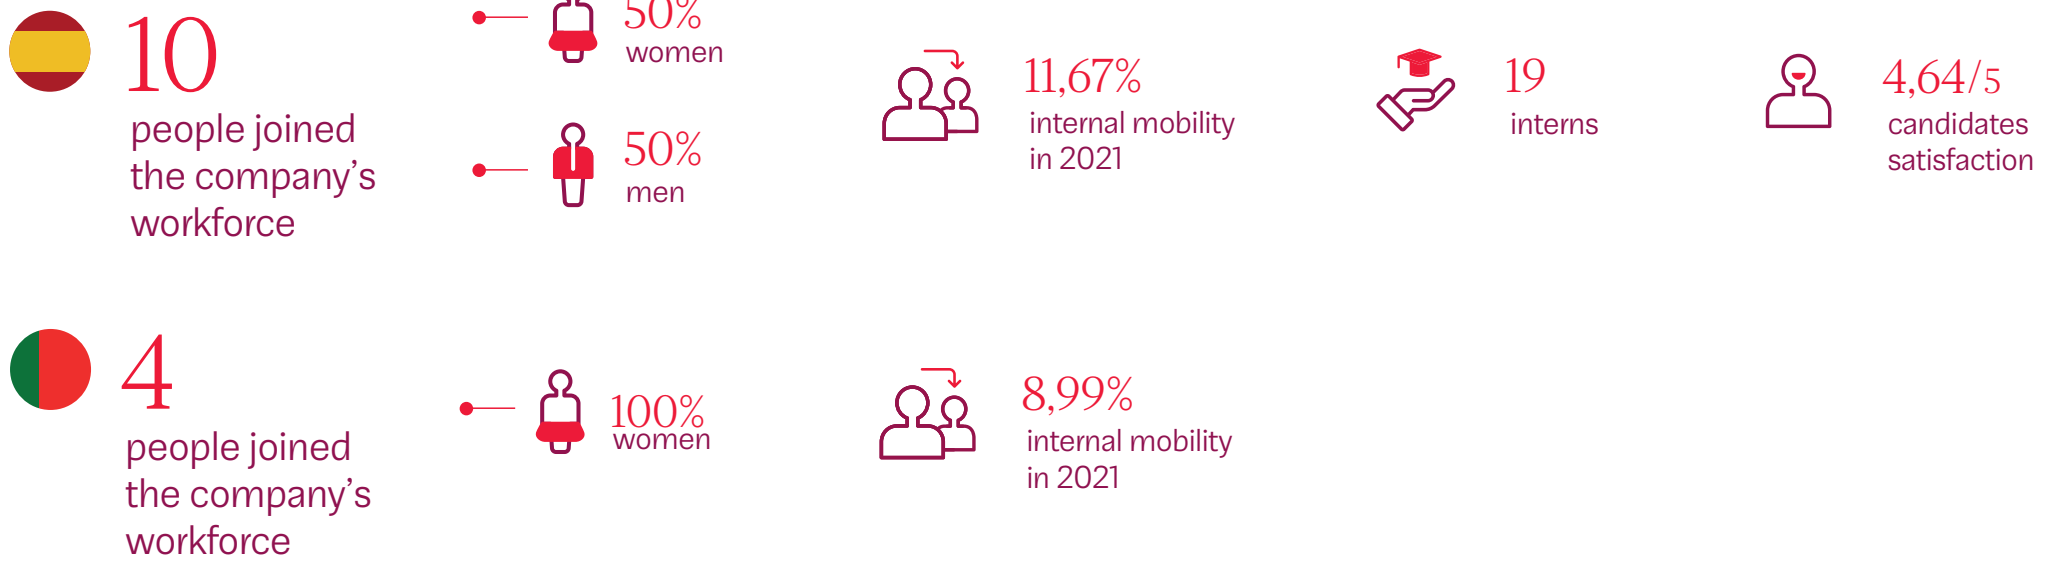 10
people joined
the company’s
workforce
50%
women
50%
men
11,67%
internal mobility
in 2021
19
interns
4,64/5
candidates
satisfaction
4
people joined
the company’s
workforce
100%
women
8,99%
internal mobility
in 2021